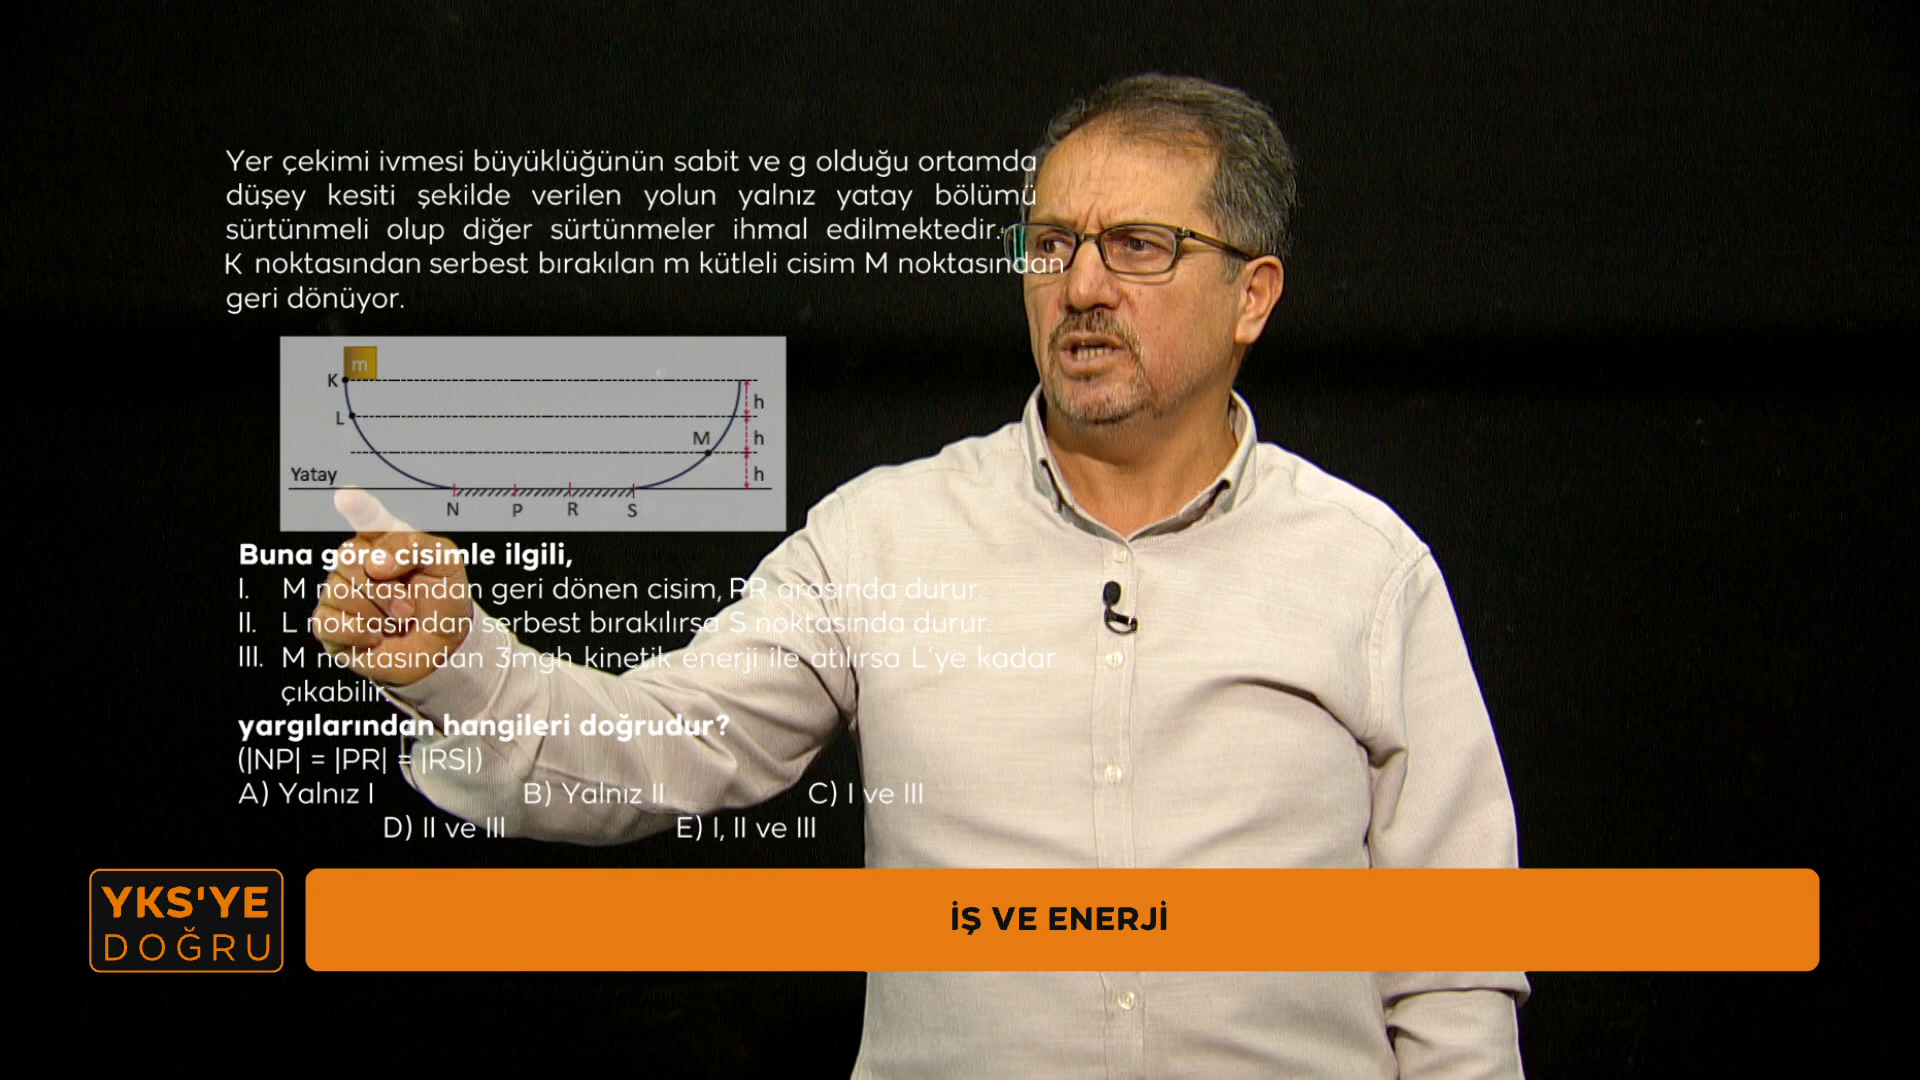 Yer çekimi ivmesi büyüklüğünün sabit ve g olduğu ortamda
düşey kesiti şekilde verilen yolun yalnız yatay bölümü
sürtünmeli olup diğer sürtünmeler ihmal edilmektedir.
K noktasından serbest bırakılan m kütleli cisim M noktasından
geri dönüyor.
m
K
L
h
M
h
Yatay
h
N P R S
Buna göre cisimle ilgili,
I. M noktasından geri dönen cisim, PR arasında durur.
II. L noktasından serbest bırakılırsa S noktasında durur.
III. M noktasından 3mgh kinetik enerji ile atılırsa L'ye kadar
çıkabilir.
yargılarından hangileri doğrudur?
(|NP| = |PR| = |RS|)
A) Yalnız I B) Yalnız II C) I ve III
D) II ve III E) I, II ve III
YKS'YE
DOĞRU
İŞ VE ENERJİ